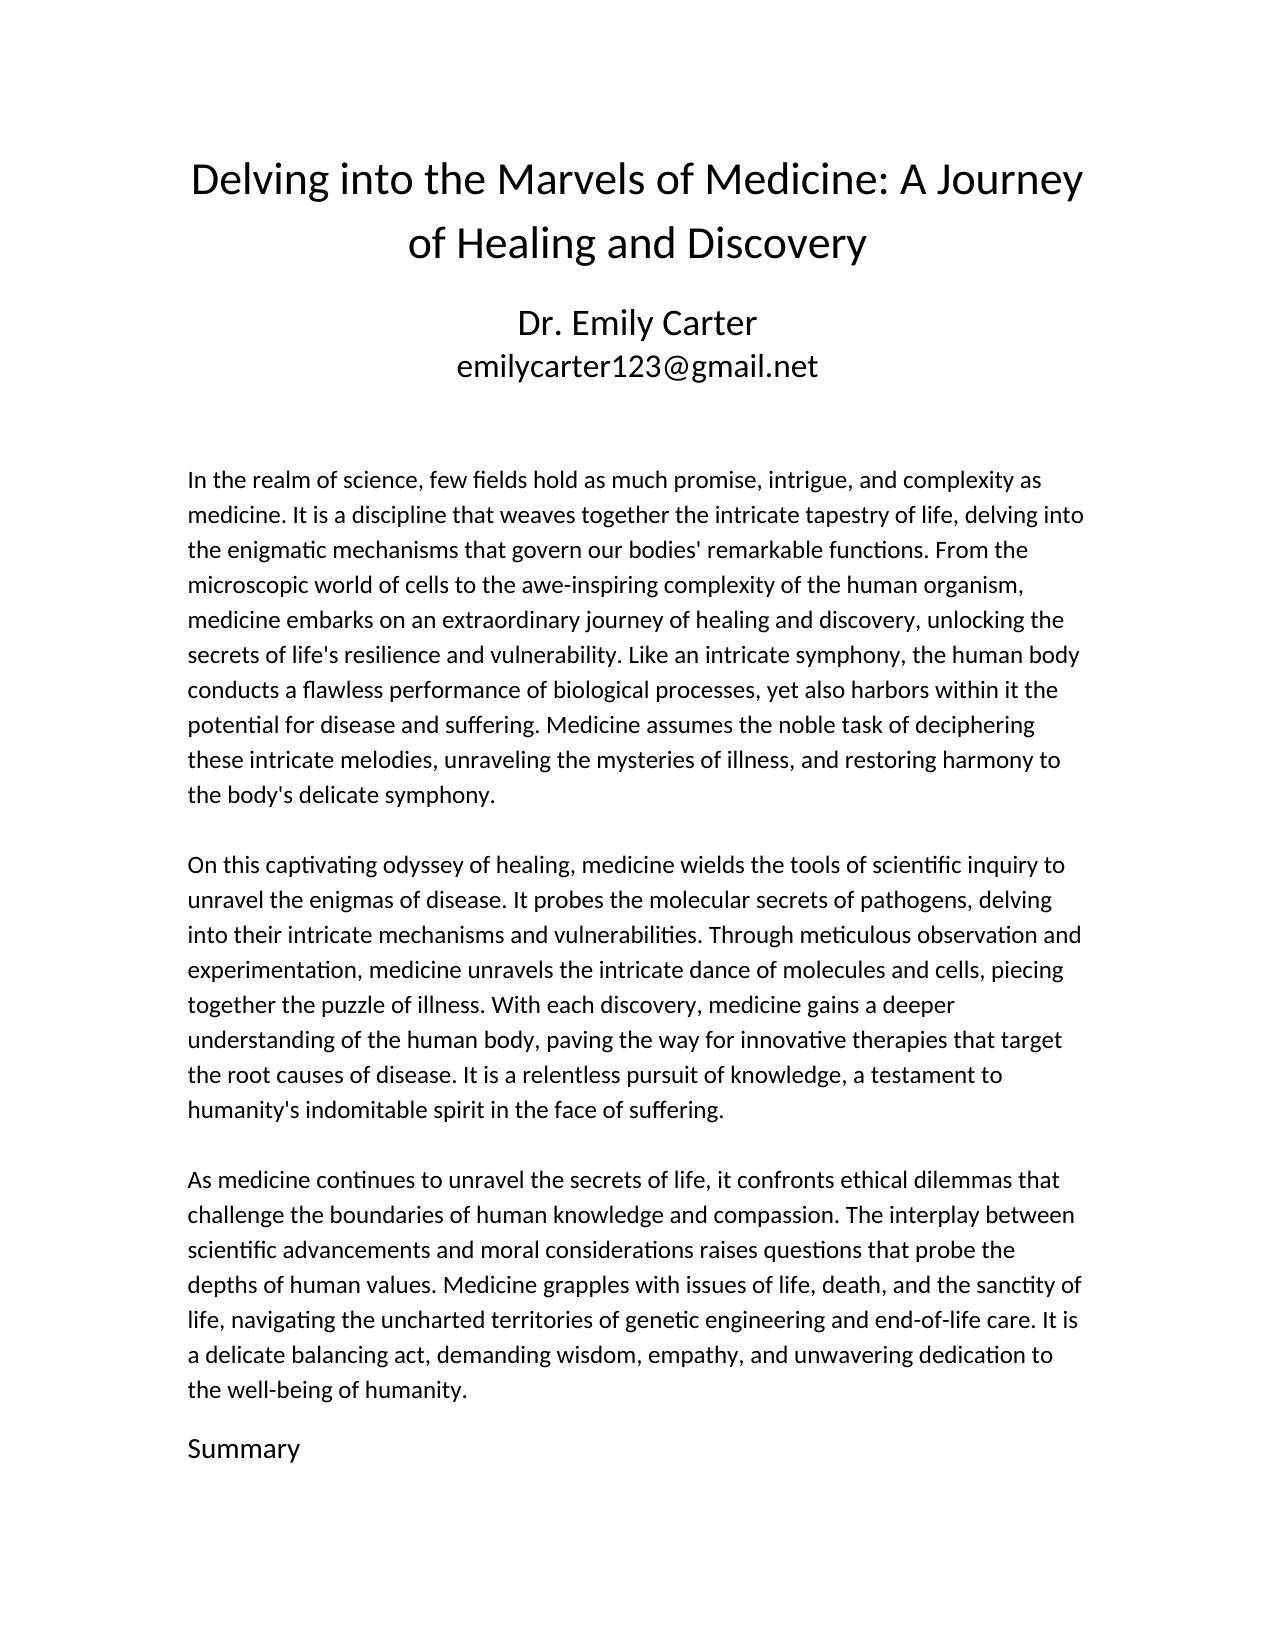 Delving into the Marvels of Medicine: A Journey
of Healing and Discovery
Dr. Emily Carter
emilycarter123@gmail.net
In the realm of science, few fields hold as much promise, intrigue, and complexity as
medicine. It is a discipline that weaves together the intricate tapestry of life, delving into
the enigmatic mechanisms that govern our bodies' remarkable functions. From the
microscopic world of cells to the awe-inspiring complexity of the human organism,
medicine embarks on an extraordinary journey of healing and discovery, unlocking the
secrets of life's resilience and vulnerability. Like an intricate symphony, the human body
conducts a flawless performance of biological processes, yet also harbors within it the
potential for disease and suffering. Medicine assumes the noble task of deciphering
these intricate melodies, unraveling the mysteries of illness, and restoring harmony to
the body's delicate symphony.
On this captivating odyssey of healing, medicine wields the tools of scientific inquiry to
unravel the enigmas of disease. It probes the molecular secrets of pathogens, delving
into their intricate mechanisms and vulnerabilities. Through meticulous observation and
experimentation, medicine unravels the intricate dance of molecules and cells, piecing
together the puzzle of illness. With each discovery, medicine gains a deeper
understanding of the human body, paving the way for innovative therapies that target
the root causes of disease. It is a relentless pursuit of knowledge, a testament to
humanity's indomitable spirit in the face of suffering.
As medicine continues to unravel the secrets of life, it confronts ethical dilemmas that
challenge the boundaries of human knowledge and compassion. The interplay between
scientific advancements and moral considerations raises questions that probe the
depths of human values. Medicine grapples with issues of life, death, and the sanctity of
life, navigating the uncharted territories of genetic engineering and end-of-life care. It is
a delicate balancing act, demanding wisdom, empathy, and unwavering dedication to
the well-being of humanity.
Summary